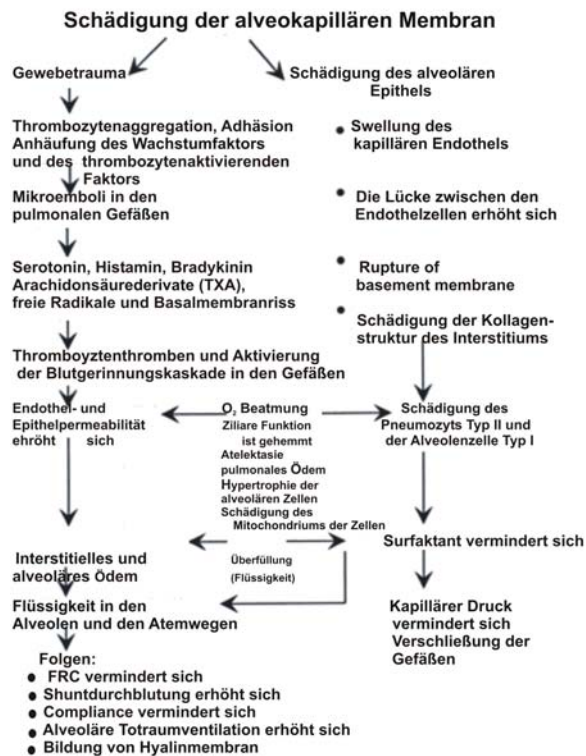 Schädigung der alveokapillären Membran
Gewebetrauma
Thrombozytenaggregation, Adhäsion
Anhäufung des Wachstumfaktors
und des thrombozytenaktivierenden
Faktors
Mikroemboli in den
pulmonalen Gefäßen
Serotonin, Histamin, Bradykinin
Arachidonsäurederivate (TXA),
freie Radikale und Basalmembranriss
Thromboyztenthromben und Aktivierung
der Blutgerinnungskaskade in den Gefäßen
Schädigung des alveolären
Epithels
• Swellung des
kapillären Endothels
• Die Lücke zwischen den
Endothelzellen erhöht sich
• Rupture of
basement membrane
• Schädigung der Kollagen-
struktur des Interstitiums
Endothel- und
Epithelpermeabilität
ehröht sich
O₂ Beatmung
Ziliare Funktion
ist gehemmt
Atelektasie
pulmonales Ödem
Hypertrophie der
alveolären Zellen
Schädigung des
Mitochondriums der Zellen
Schädigung des
Pneumozyts Typ II und
der Alveolenzelle Typ I
Interstitielles und
alveoläres Ödem
Überfüllung
(Flüssigkeit)
Surfaktant vermindert sich
Flüssigkeit in den
Alveolen und den Atemwegen
Kapillärer Druck
vermindert sich
Verschließung der
Gefäßen
Folgen:
• FRC vermindert sich
• Shuntdurchblutung erhöht sich
• Compliance vermindert sich
• Alveoläre Totraumventilation erhöht sich
• Bildung von Hyalinmembran